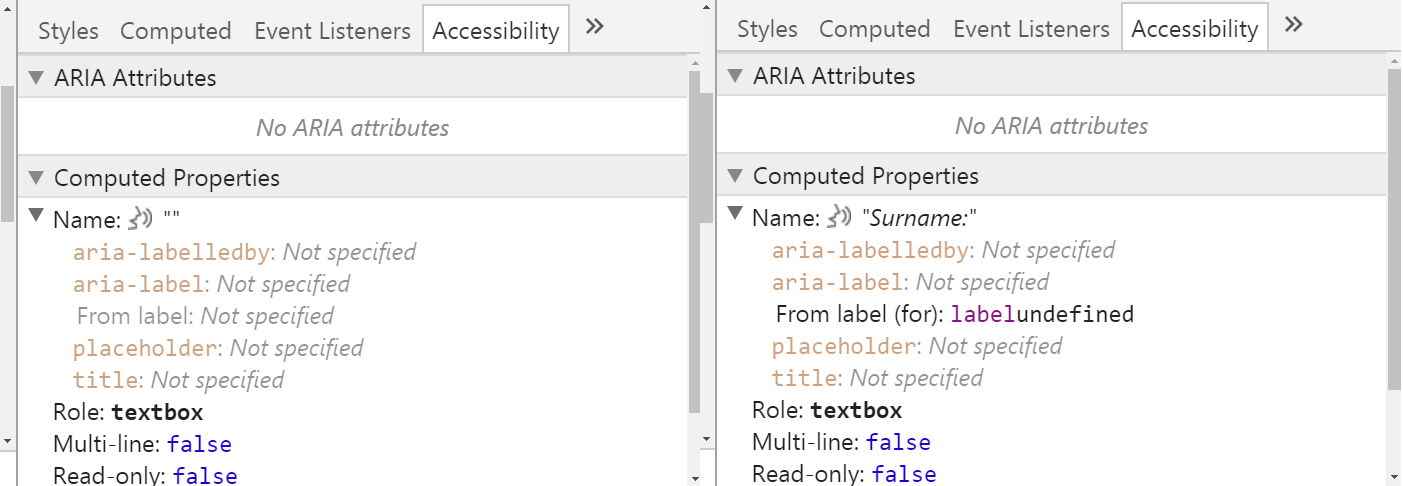 Styles Computed Event Listeners Accessibility »
ARIA Attributes
No ARIA attributes
Computed Properties
Name: ""
aria-labelledby: Not specified
aria-label: Not specified
From label: Not specified
placeholder: Not specified
title: Not specified
Role: textbox
Multi-line: false
Read-only: false
Styles Computed Event Listeners Accessibility »
ARIA Attributes
No ARIA attributes
Computed Properties
Name: "Surname:"
aria-labelledby: Not specified
aria-label: Not specified
From label (for): labelundefined
placeholder: Not specified
title: Not specified
Role: textbox
Multi-line: false
Read-only: false